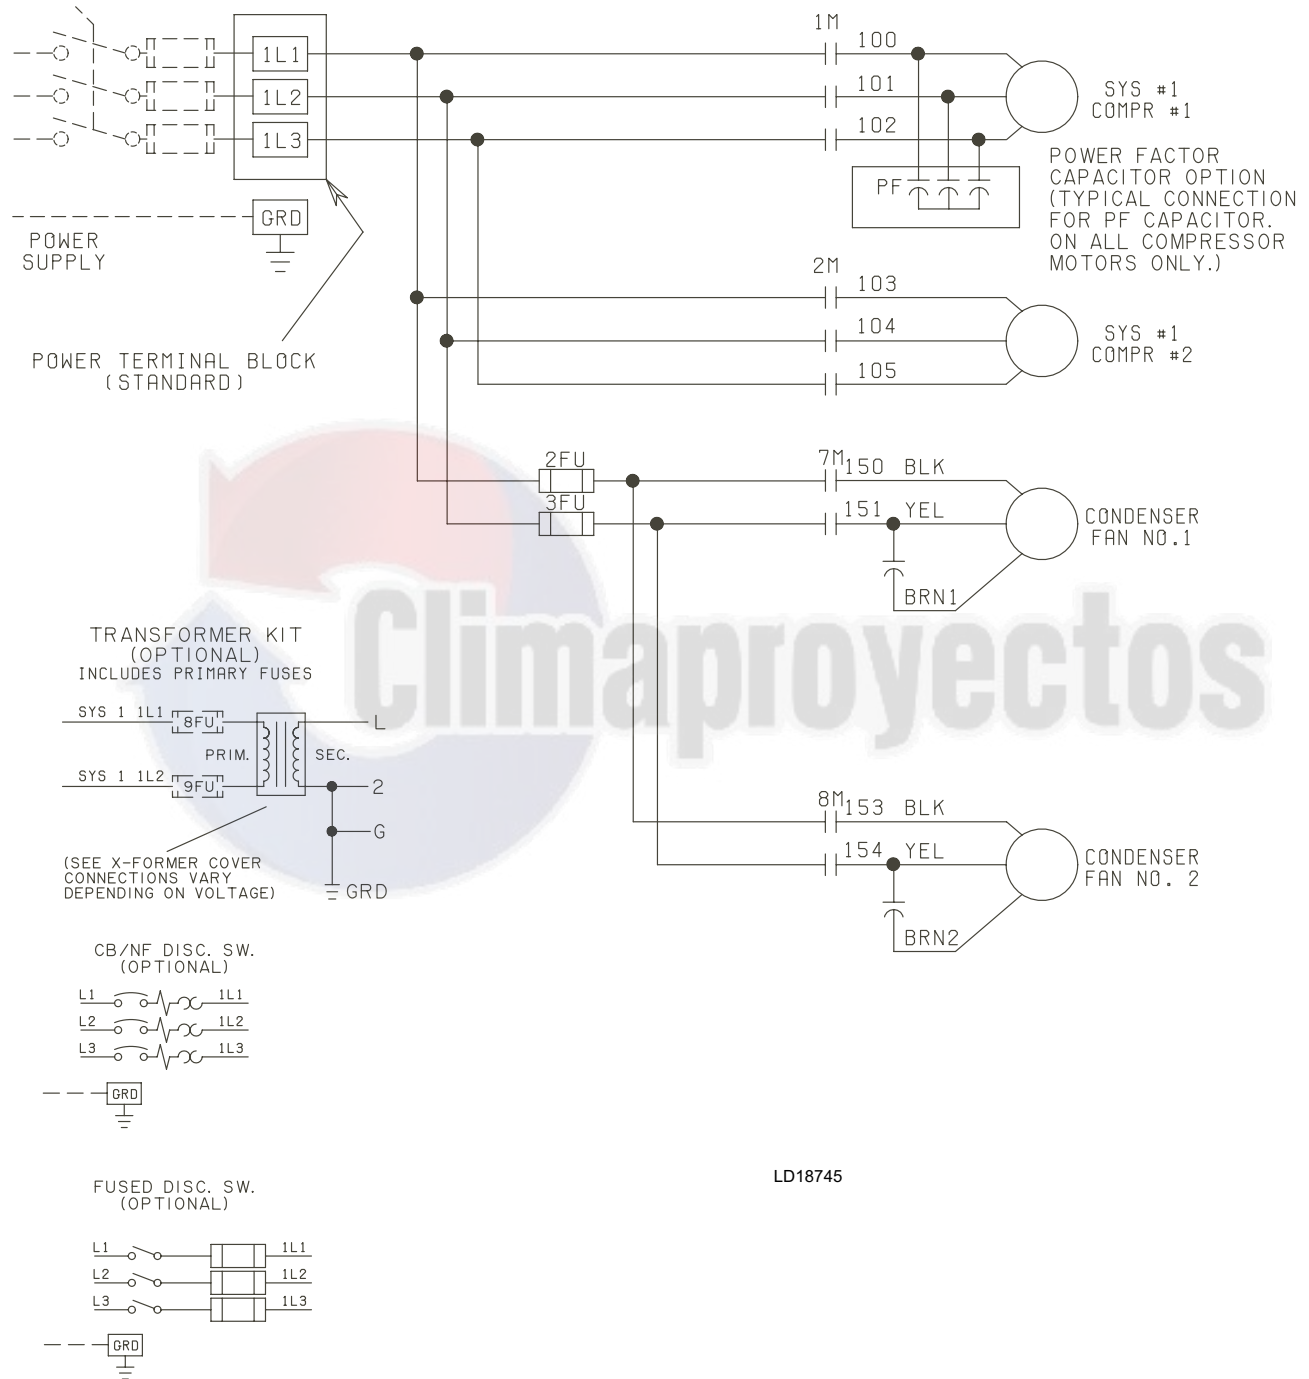 1M
100
1L1
101
1L2
SYS #1
COMPR #1
102
1L3
POWER FACTOR
CAPACITOR OPTION
(TYPICAL CONNECTION
FOR PF CAPACITOR.
ON ALL COMPRESSOR
MOTORS ONLY.)
PF
GRD
POWER
SUPPLY
2M
103
104
SYS #1
COMPR #2
105
POWER TERMINAL BLOCK
(STANDARD)
2FU
7M
150 BLK
3FU
151 YEL
CONDENSER
FAN NO.1
BRN1
Climaproyectos
TRANSFORMER KIT
(OPTIONAL)
INCLUDES PRIMARY FUSES
SYS 1 1L1
8FU
L
PRIM.
SEC.
SYS 1 1L2
9FU
2
G
8M
153 BLK
154 YEL
CONDENSER
FAN NO. 2
(SEE X-FORMER COVER
CONNECTIONS VARY
DEPENDING ON VOLTAGE)
GRD
BRN2
CB/NF DISC. SW.
(OPTIONAL)
L1
1L1
L2
1L2
L3
1L3
GRD
LD18745
FUSED DISC. SW.
(OPTIONAL)
L1
1L1
L2
1L2
L3
1L3
GRD